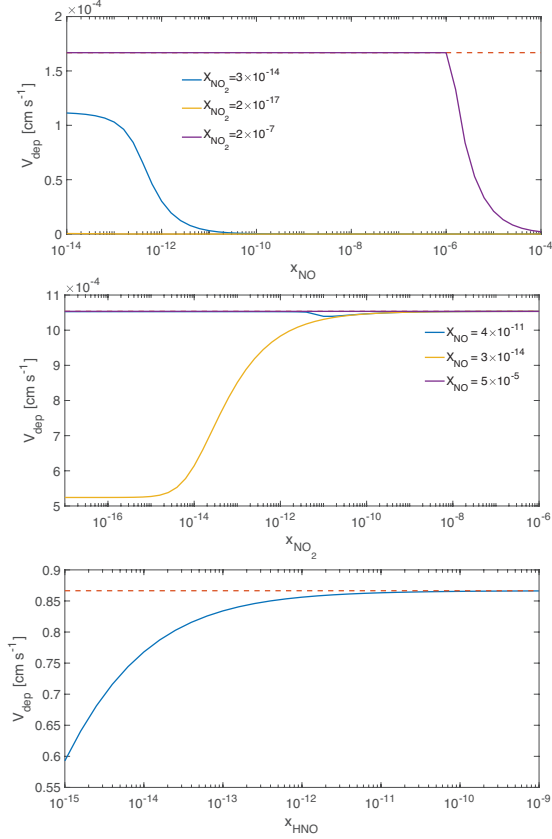 ×10⁻⁴
2
1.5
1
0.5
0
V_dep [cm s⁻¹]
X_NO₂=3×10⁻¹⁴
X_NO₂=2×10⁻¹⁷
X_NO₂=2×10⁻⁷
10⁻¹⁴ 10⁻¹² 10⁻¹⁰ 10⁻⁸ 10⁻⁶ 10⁻⁴
x_NO
×10⁻⁴
11
10
9
8
7
6
5
V_dep [cm s⁻¹]
X_NO = 4×10⁻¹¹
X_NO = 3×10⁻¹⁴
X_NO = 5×10⁻⁵
10⁻¹⁶ 10⁻¹⁴ 10⁻¹² 10⁻¹⁰ 10⁻⁸ 10⁻⁶
x_NO₂
0.9
0.85
0.8
0.75
0.7
0.65
0.6
0.55
V_dep [cm s⁻¹]
10⁻¹⁵ 10⁻¹⁴ 10⁻¹³ 10⁻¹² 10⁻¹¹ 10⁻¹⁰ 10⁻⁹
x_HNO